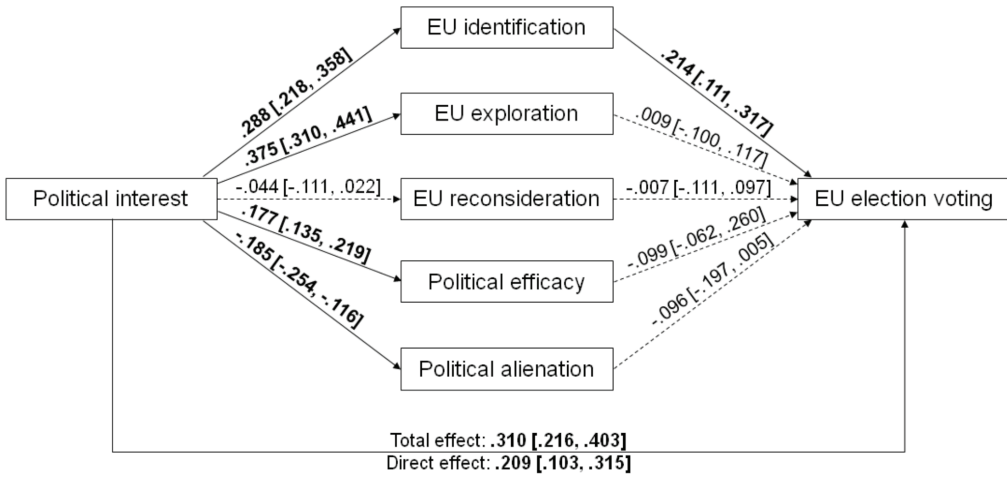 EU identification
.288 [.218, .358]
.214 [.111, .317]
EU exploration
.375 [.310, .441]
.009 [-.100, .117]
Political interest
-.044 [-.111, .022]
EU reconsideration
-.007 [-.111, .097]
EU election voting
.177 [.135, .219]
Political efficacy
-.099 [-.062, .260]
-.185 [-.254, -.116]
Political alienation
-.096 [-.197, .005]
Total effect: .310 [.216, .403]
Direct effect: .209 [.103, .315]